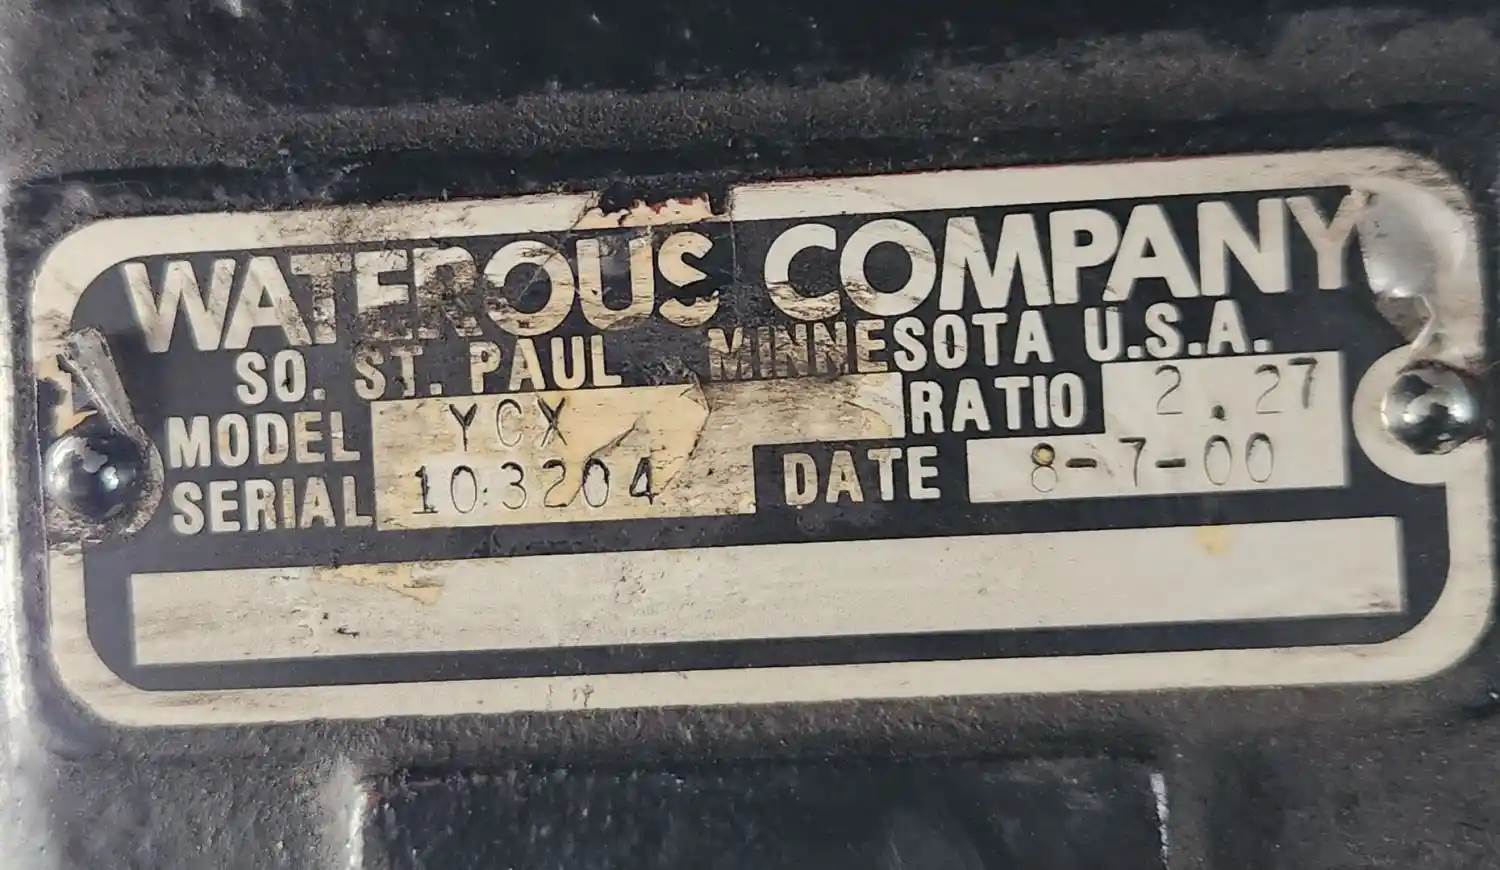 WATEROUS COMPANY
SO. ST. PAUL MINNESOTA U.S.A.
MODEL YCX RATIO 2.27
SERIAL 103204 DATE 8-7-00